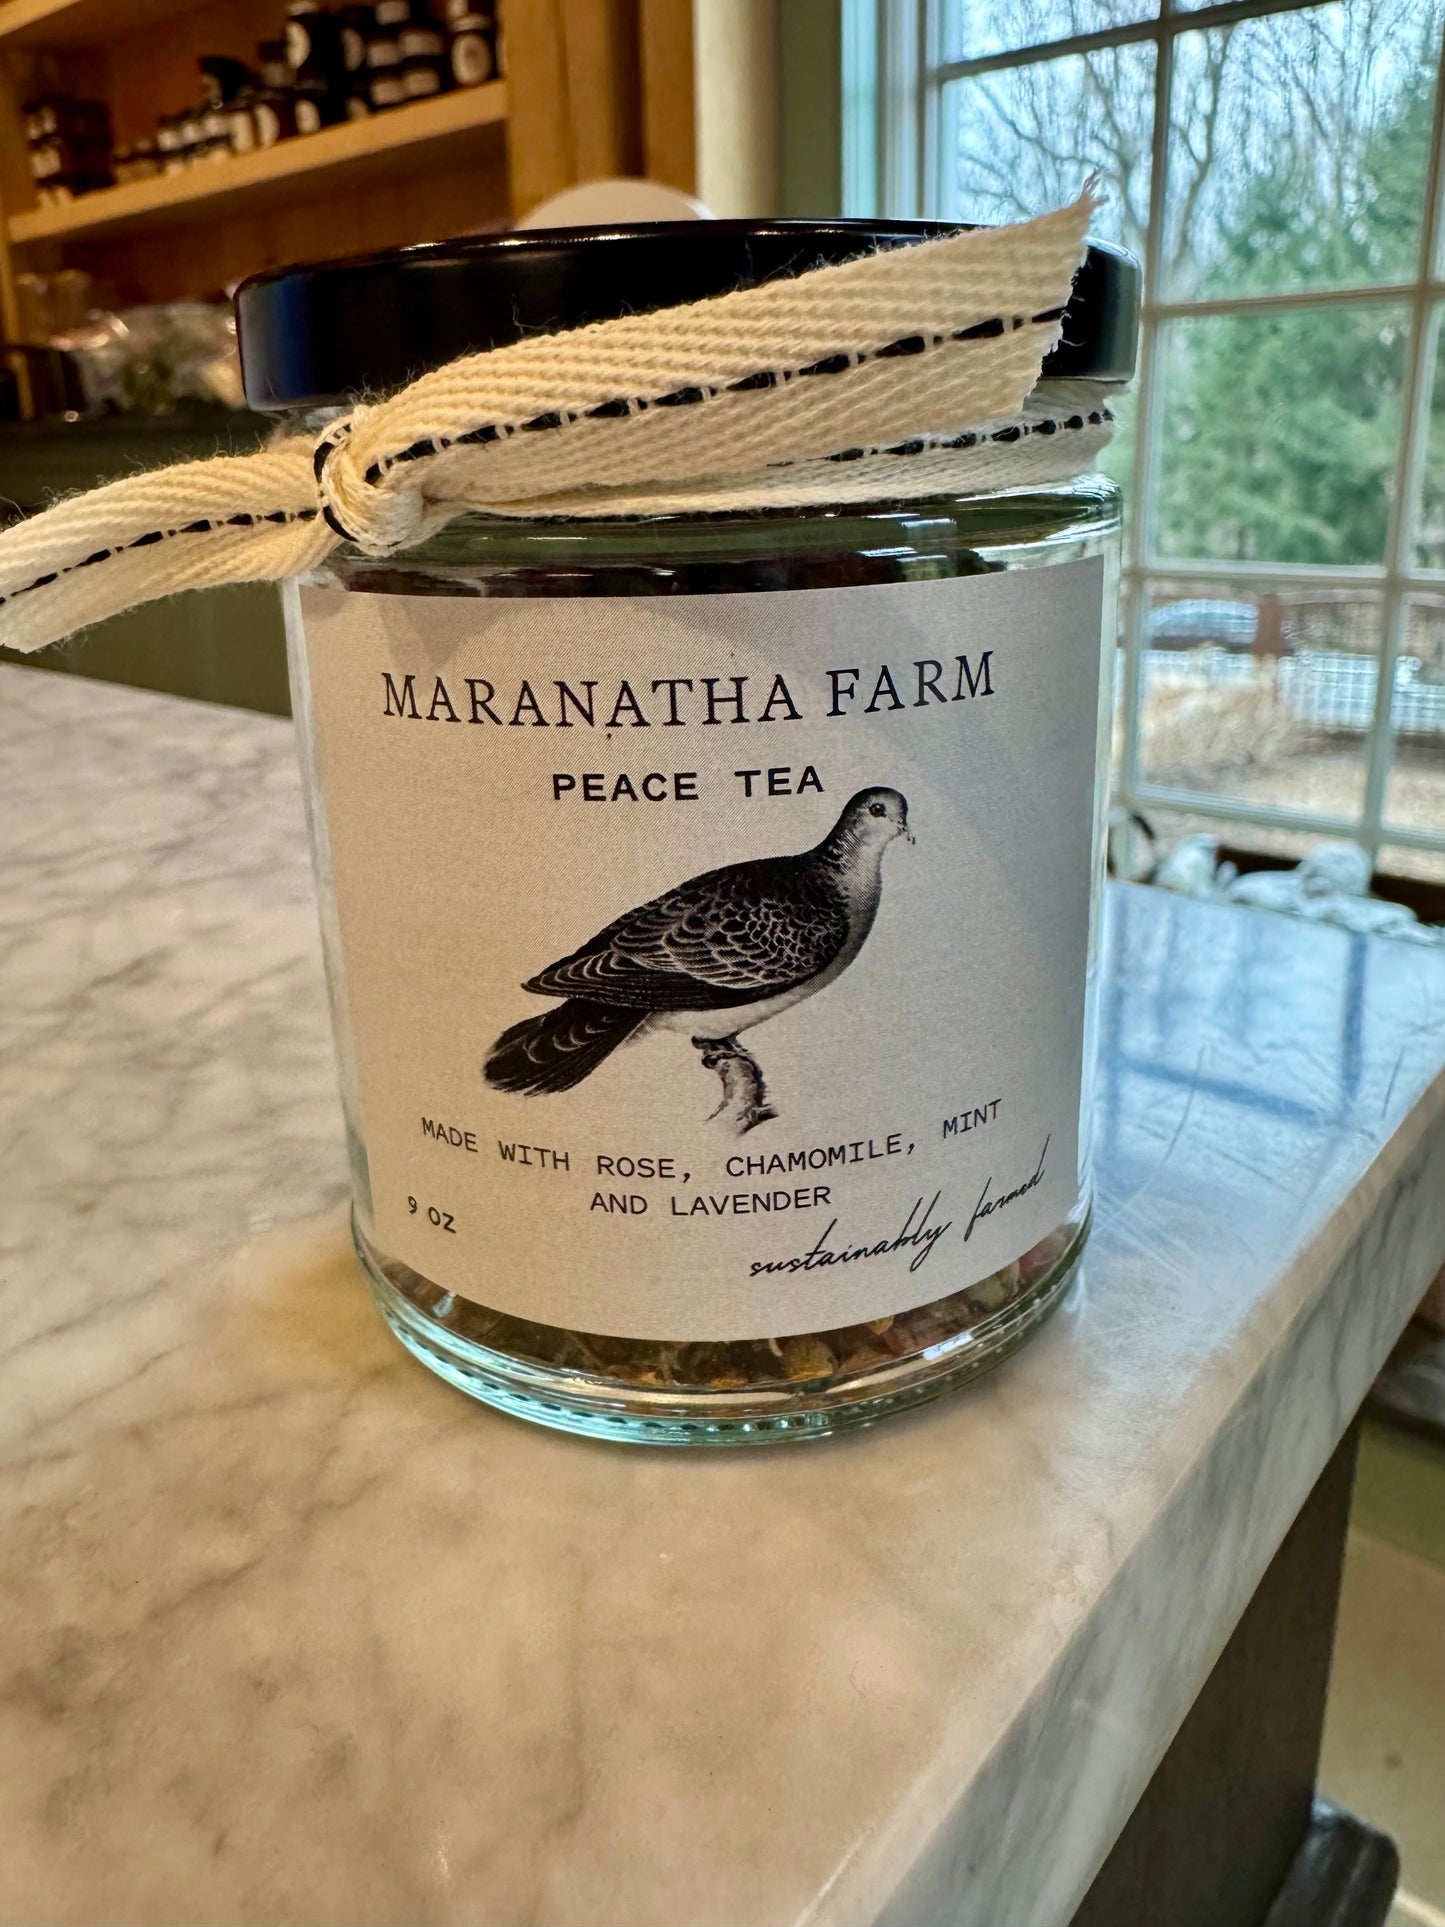 MARANATHA FARM
PEACE TEA
MADE WITH ROSE, CHAMOMILE, MINT
AND LAVENDER
9 OZ
sustainably farmed